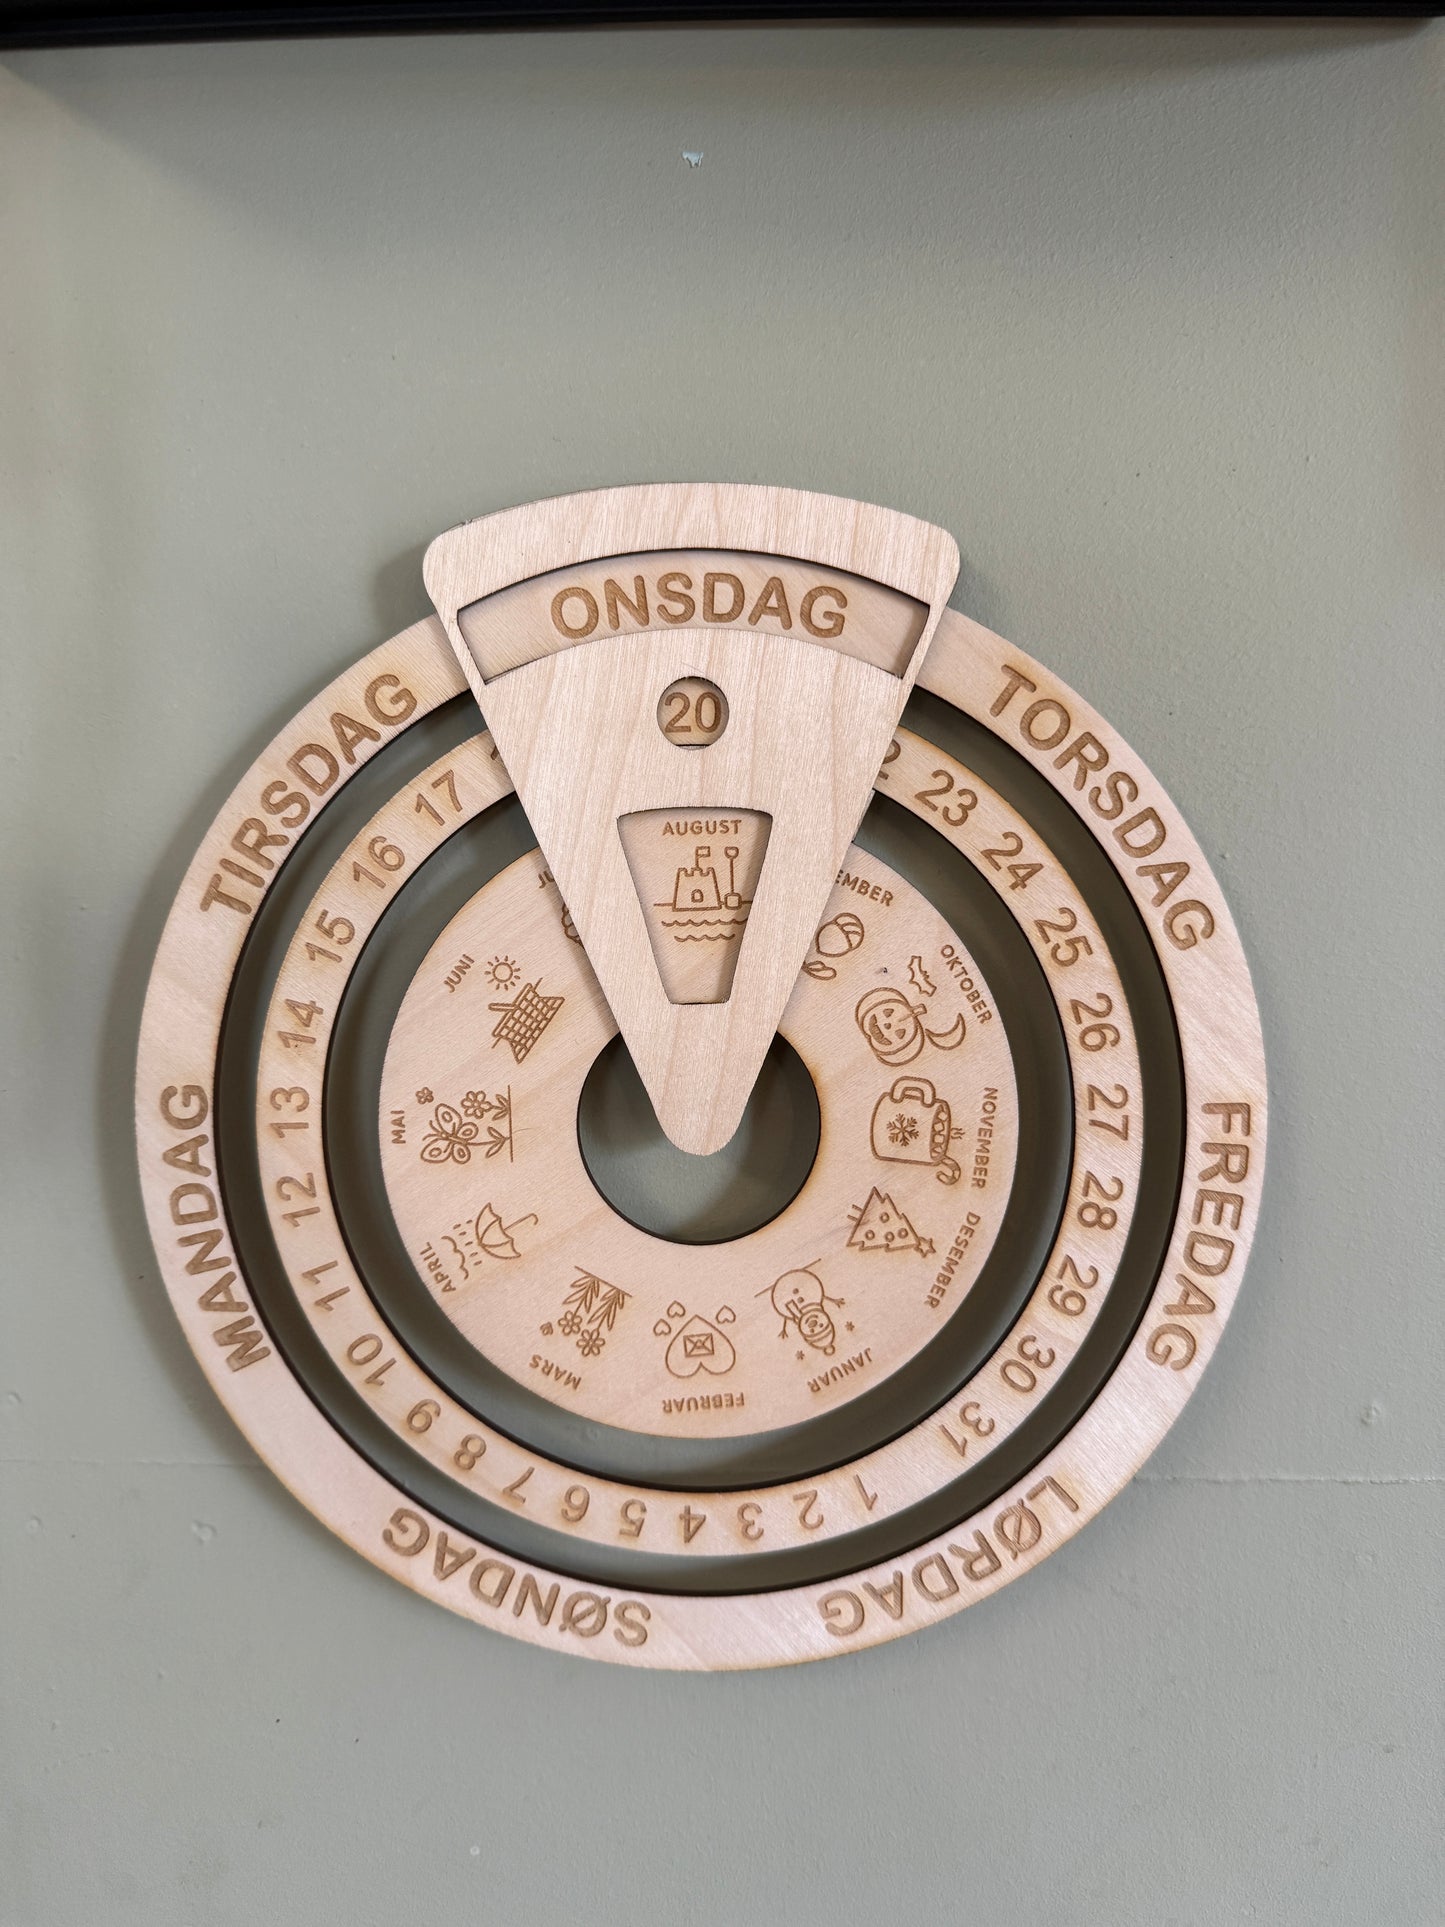 ONSDAG
20
AUGUST
TORSDAG
FREDAG
LØRDAG
SØNDAG
MANDAG
TIRSDAG
23
24
25
26
27
28
29
30
31
1
2
3
4
5
6
7
8
9
10
11
12
13
14
15
16
17
OKTOBER
NOVEMBER
DESEMBER
JANUAR
FEBRUAR
MARS
APRIL
MAI
JUNI